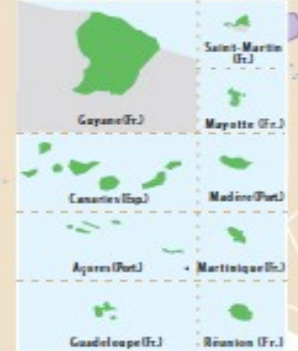 Saint-Martin
(Fr.)
Guyane(Fr.)
Mayotte (Fr.)
Canaries(Esp.)
Madère(Port.)
Açores(Port.)
Martinique(Fr.)
Guadeloupe(Fr.)
Réunion (Fr.)